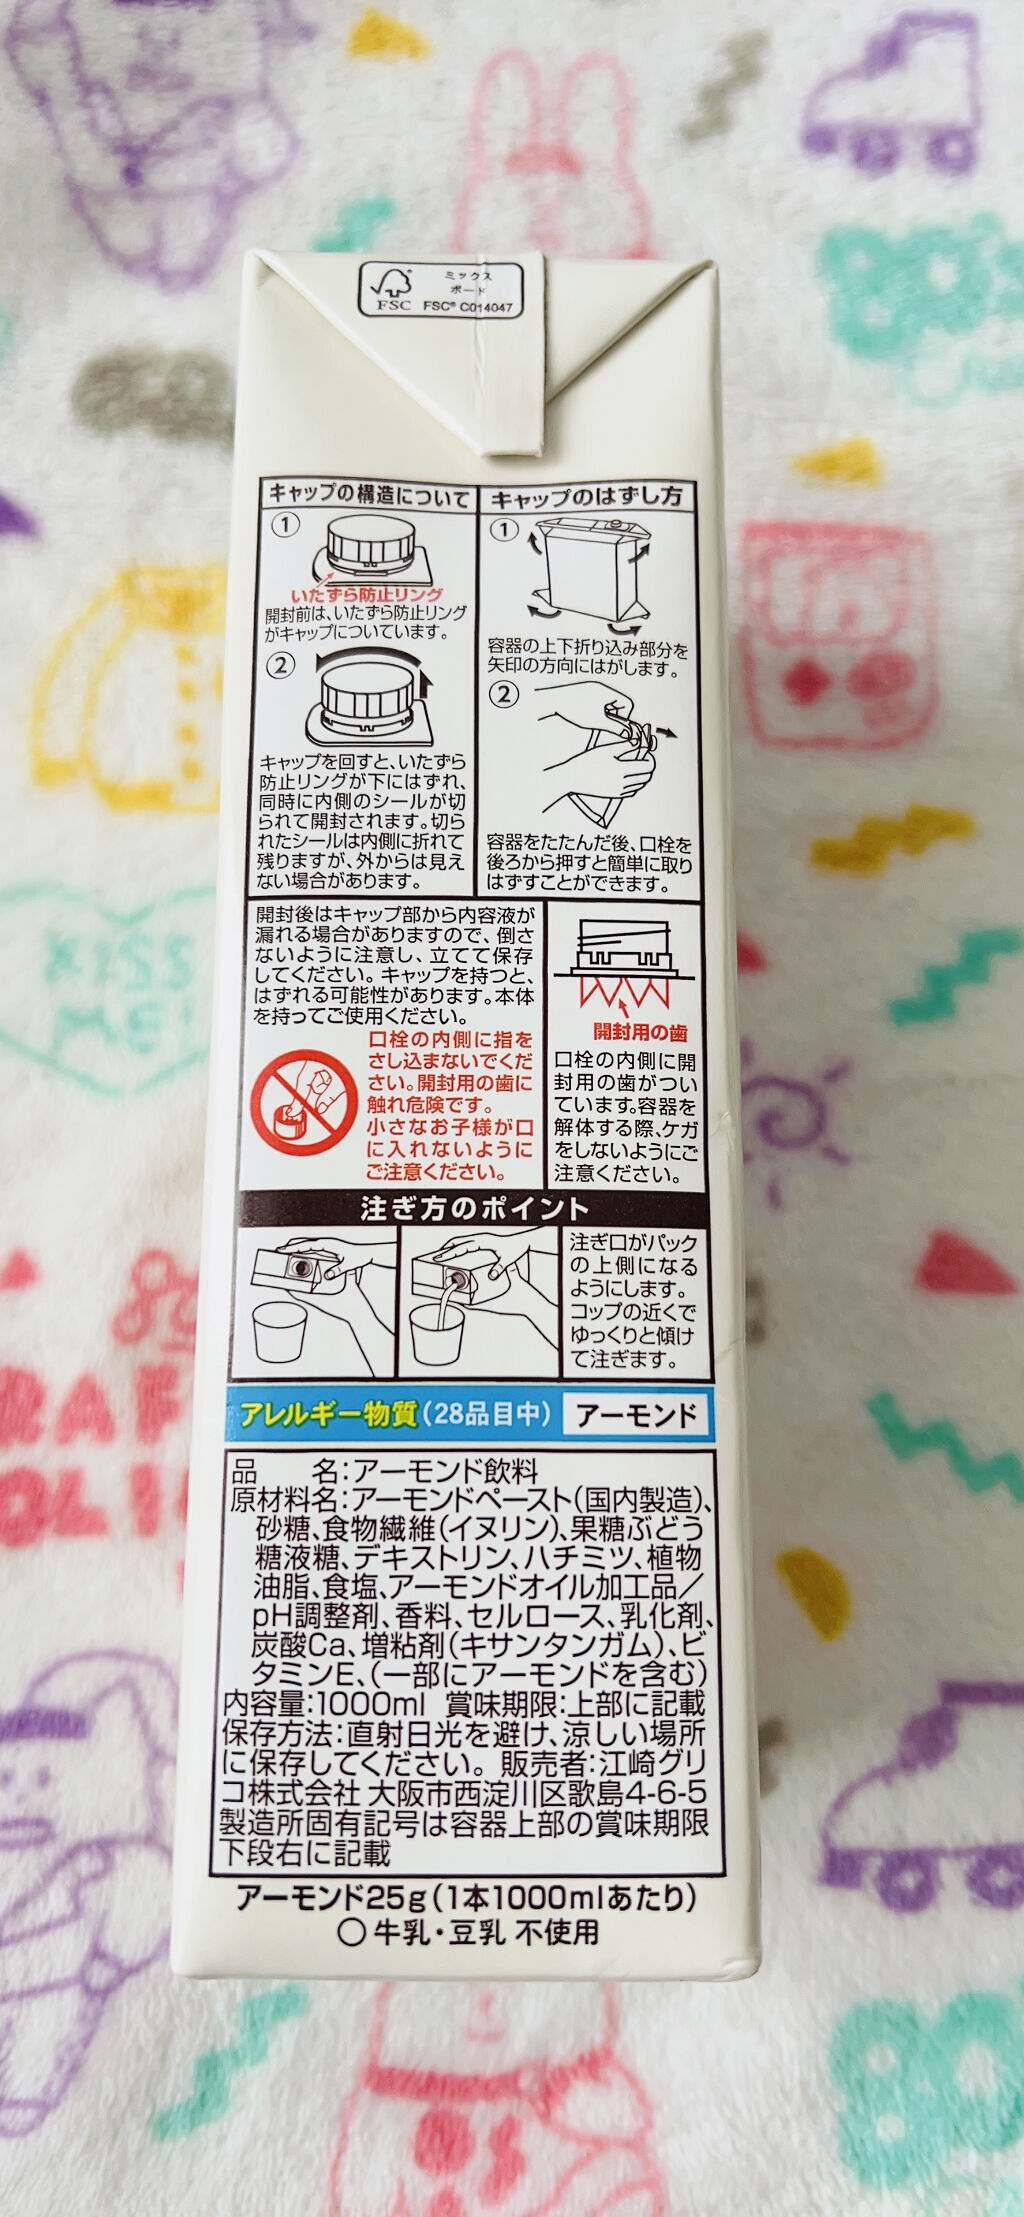 ミックス
ボード
FSC
FSC® C014047
キャップの構造について
①
いたずら防止リング
開封前は、いたずら防止リング
がキャップについています。
②
キャップを回すと、いたずら
防止リングが下にはずれ、
同時に内側のシールが切
られて開封されます。切ら
れたシールは内側に折れて
残りますが、外からは見え
ない場合があります。
キャップのはずし方
①
容器の上下折り込み部分を
矢印の方向にはがします。
②
容器をたたんだ後、口栓を
後ろから押すと簡単に取り
はずすことができます。
開封後はキャップ部から内容液が
漏れる場合がありますので、倒さ
ないように注意し、立てて保存
してください。キャップを持つと、
はずれる可能性があります。本体
を持ってご使用ください。
口栓の内側に指を
さし込まないでくだ
さい。開封用の歯に
触れ危険です。
小さなお子様が口
に入れないように
ご注意ください。
開封用の歯
口栓の内側に開
封用の歯がつい
ています。容器を
解体する際、ケガ
をしないようにご
注意ください。
注ぎ方のポイント
注ぎ口がパック
の上側になる
ようにします。
コップの近くで
ゆっくりと傾け
て注ぎます。
アレルギー物質(28品目中) アーモンド
品 名:アーモンド飲料
原材料名:アーモンドペースト(国内製造)、
砂糖、食物繊維(イヌリン)、果糖ぶどう
糖液糖、デキストリン、ハチミツ、植物
油脂、食塩、アーモンドオイル加工品/
pH調整剤、香料、セルロース、乳化剤、
炭酸Ca、増粘剤(キサンタンガム)、ビ
タミンE、(一部にアーモンドを含む)
内容量:1000ml 賞味期限:上部に記載
保存方法:直射日光を避け、涼しい場所
に保存してください。販売者:江崎グリ
コ株式会社 大阪市西淀川区歌島4-6-5
製造所固有記号は容器上部の賞味期限
下段右に記載
アーモンド25g(1本1000mlあたり)
○牛乳・豆乳 不使用
KISS
ME